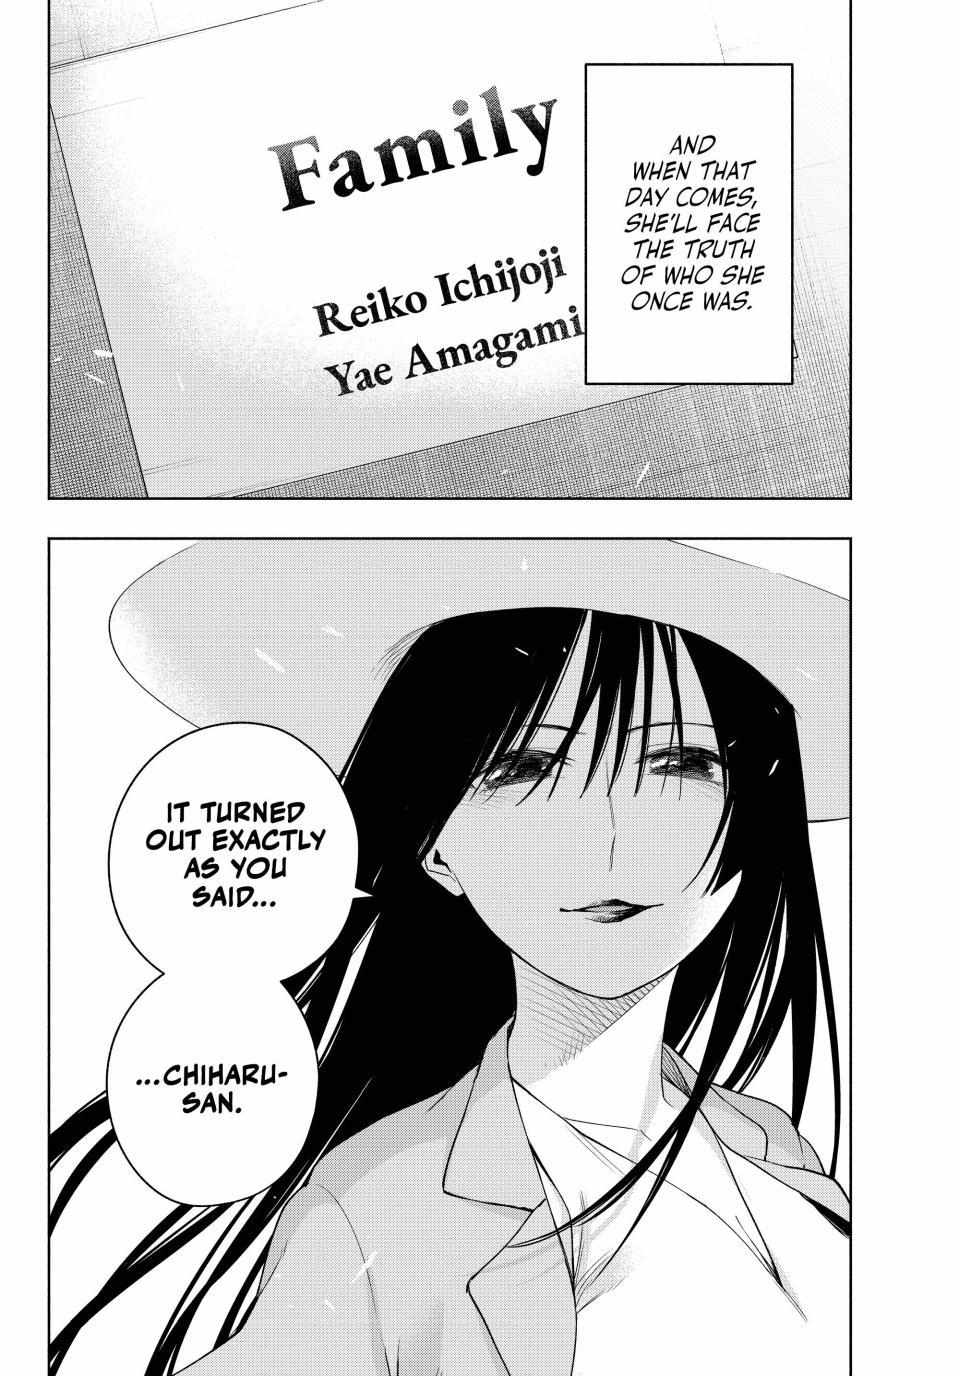 Family
Reiko Ichijoji
Yae Amagami
AND
WHEN THAT
DAY COMES,
SHE'LL FACE
THE TRUTH
OF WHO SHE
ONCE WAS.
IT TURNED
OUT EXACTLY
AS YOU
SAID...
...CHIHARU-
SAN.